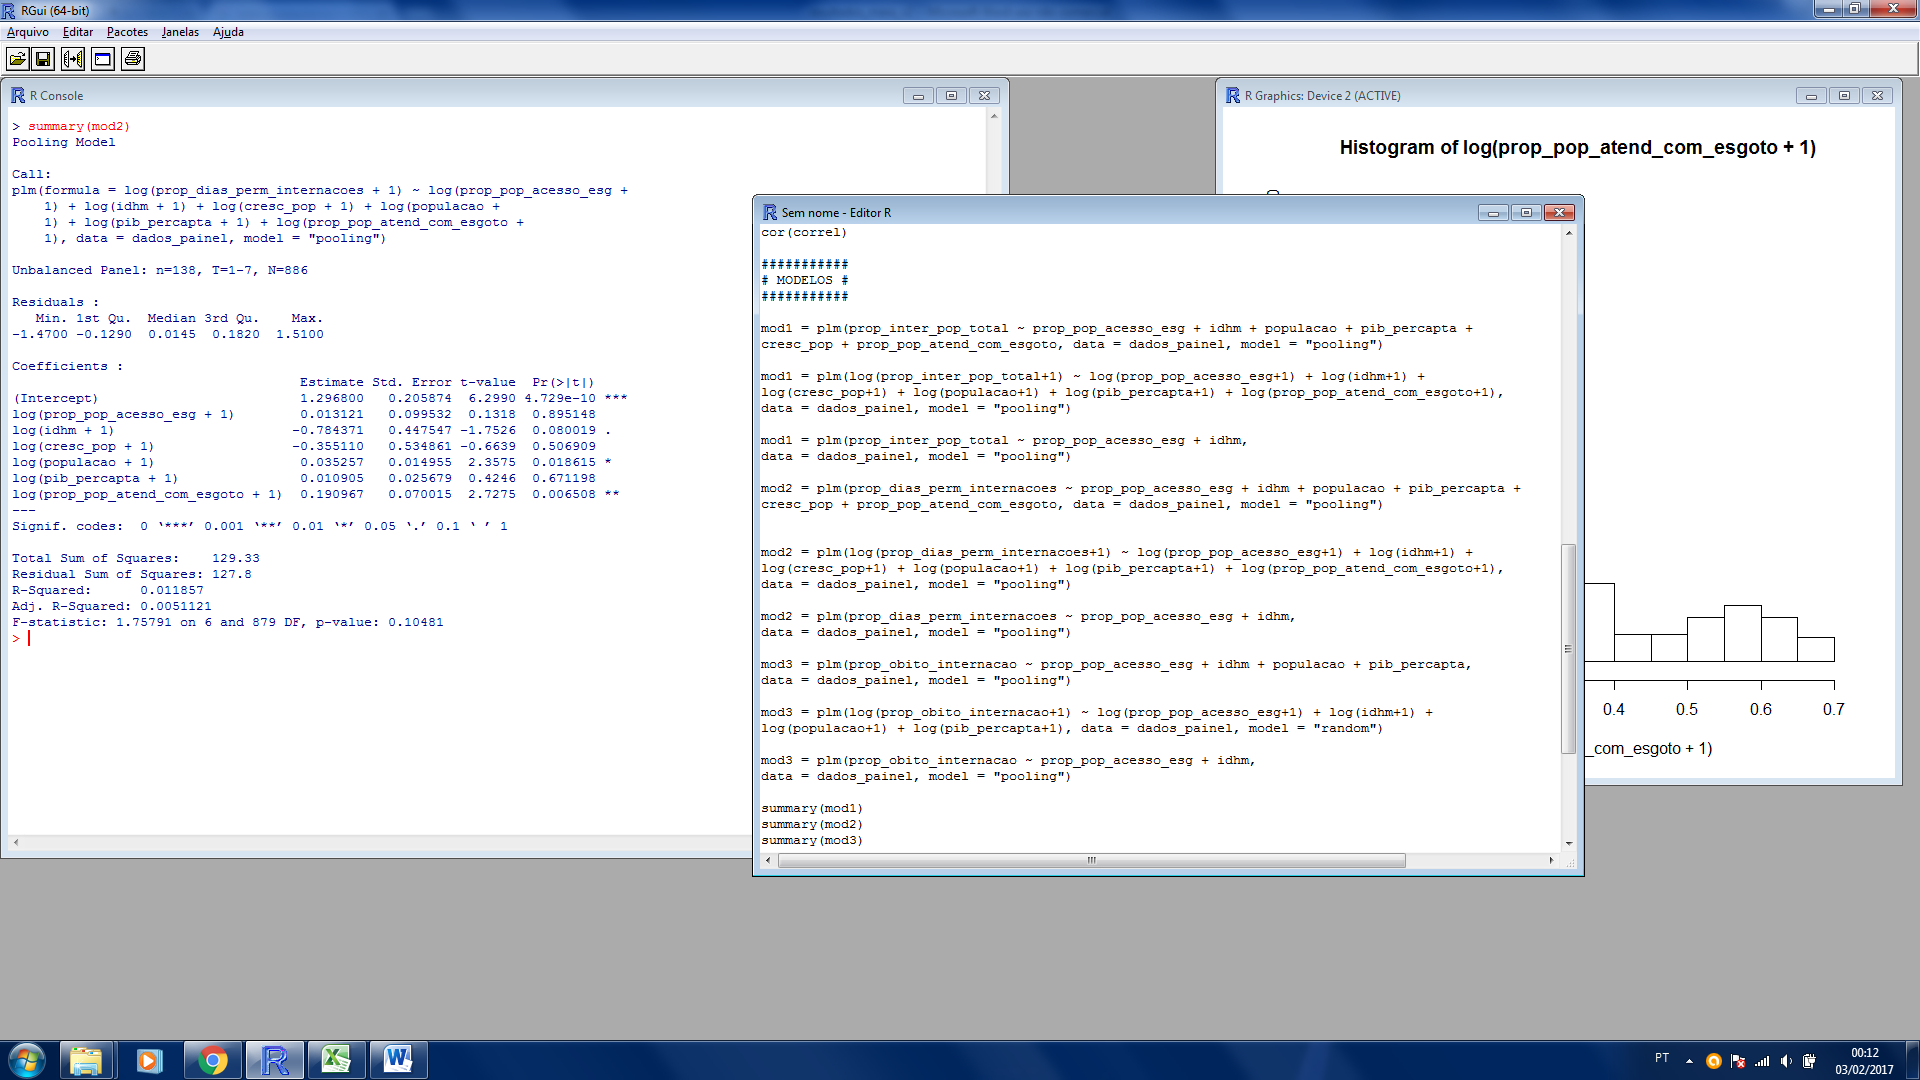 RGui (64-bit)
Arquivo Editar Pacotes Janelas Ajuda
R Console
> summary(mod2)
Pooling Model
Call:
plm(formula = log(prop_dias_perm_internacoes + 1) ~ log(prop_pop_acesso_esg +
1) + log(idhm + 1) + log(cresc_pop + 1) + log(populacao +
1) + log(pib_percapta + 1) + log(prop_pop_atend_com_esgoto +
1), data = dados_painel, model = "pooling")
Unbalanced Panel: n=138, T=1-7, N=886
Residuals :
Min. 1st Qu. Median 3rd Qu. Max.
-1.4700 -0.1290 0.0145 0.1820 1.5100
Coefficients :
Estimate Std. Error t-value Pr(>|t|)
(Intercept) 1.296800 0.205874 6.2990 4.729e-10 ***
log(prop_pop_acesso_esg + 1) 0.013121 0.099532 0.1318 0.895148
log(idhm + 1) -0.784371 0.447547 -1.7526 0.080019 .
log(cresc_pop + 1) -0.355110 0.534861 -0.6639 0.506909
log(populacao + 1) 0.035257 0.014955 2.3575 0.018615 *
log(pib_percapta + 1) 0.010905 0.025679 0.4246 0.671198
log(prop_pop_atend_com_esgoto + 1) 0.190967 0.070015 2.7275 0.006508 **
---
Signif. codes: 0 ‘***’ 0.001 ‘**’ 0.01 ‘*’ 0.05 ‘.’ 0.1 ‘ ’ 1
Total Sum of Squares: 129.33
Residual Sum of Squares: 127.8
R-Squared: 0.011857
Adj. R-Squared: 0.0051121
F-statistic: 1.75791 on 6 and 879 DF, p-value: 0.10481
>
Sem nome - Editor R
cor(correl)
###########
# MODELOS #
###########
mod1 = plm(prop_inter_pop_total ~ prop_pop_acesso_esg + idhm + populacao + pib_percapta +
cresc_pop + prop_pop_atend_com_esgoto, data = dados_painel, model = "pooling")
mod1 = plm(log(prop_inter_pop_total+1) ~ log(prop_pop_acesso_esg+1) + log(idhm+1) +
log(cresc_pop+1) + log(populacao+1) + log(pib_percapta+1) + log(prop_pop_atend_com_esgoto+1),
data = dados_painel, model = "pooling")
mod1 = plm(prop_inter_pop_total ~ prop_pop_acesso_esg + idhm,
data = dados_painel, model = "pooling")
mod2 = plm(prop_dias_perm_internacoes ~ prop_pop_acesso_esg + idhm + populacao + pib_percapta +
cresc_pop + prop_pop_atend_com_esgoto, data = dados_painel, model = "pooling")
mod2 = plm(log(prop_dias_perm_internacoes+1) ~ log(prop_pop_acesso_esg+1) + log(idhm+1) +
log(cresc_pop+1) + log(populacao+1) + log(pib_percapta+1) + log(prop_pop_atend_com_esgoto+1),
data = dados_painel, model = "pooling")
mod2 = plm(prop_dias_perm_internacoes ~ prop_pop_acesso_esg + idhm,
data = dados_painel, model = "pooling")
mod3 = plm(prop_obito_internacao ~ prop_pop_acesso_esg + idhm + populacao + pib_percapta,
data = dados_painel, model = "pooling")
mod3 = plm(log(prop_obito_internacao+1) ~ log(prop_pop_acesso_esg+1) + log(idhm+1) +
log(populacao+1) + log(pib_percapta+1), data = dados_painel, model = "random")
mod3 = plm(prop_obito_internacao ~ prop_pop_acesso_esg + idhm,
data = dados_painel, model = "pooling")
summary(mod1)
summary(mod2)
summary(mod3)
R Graphics: Device 2 (ACTIVE)
Histogram of log(prop_pop_atend_com_esgoto + 1)
0.4 0.5 0.6 0.7
_com_esgoto + 1)
PT
00:12
03/02/2017